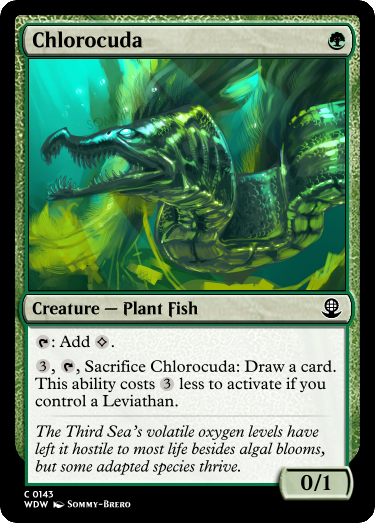 Chlorocuda
Creature — Plant Fish
: Add .
3, , Sacrifice Chlorocuda: Draw a card.
This ability costs 3 less to activate if you
control a Leviathan.
The Third Sea's volatile oxygen levels have
left it hostile to most life besides algal blooms,
but some adapted species thrive.
0/1
C 0143
WDW Sommy-Brero